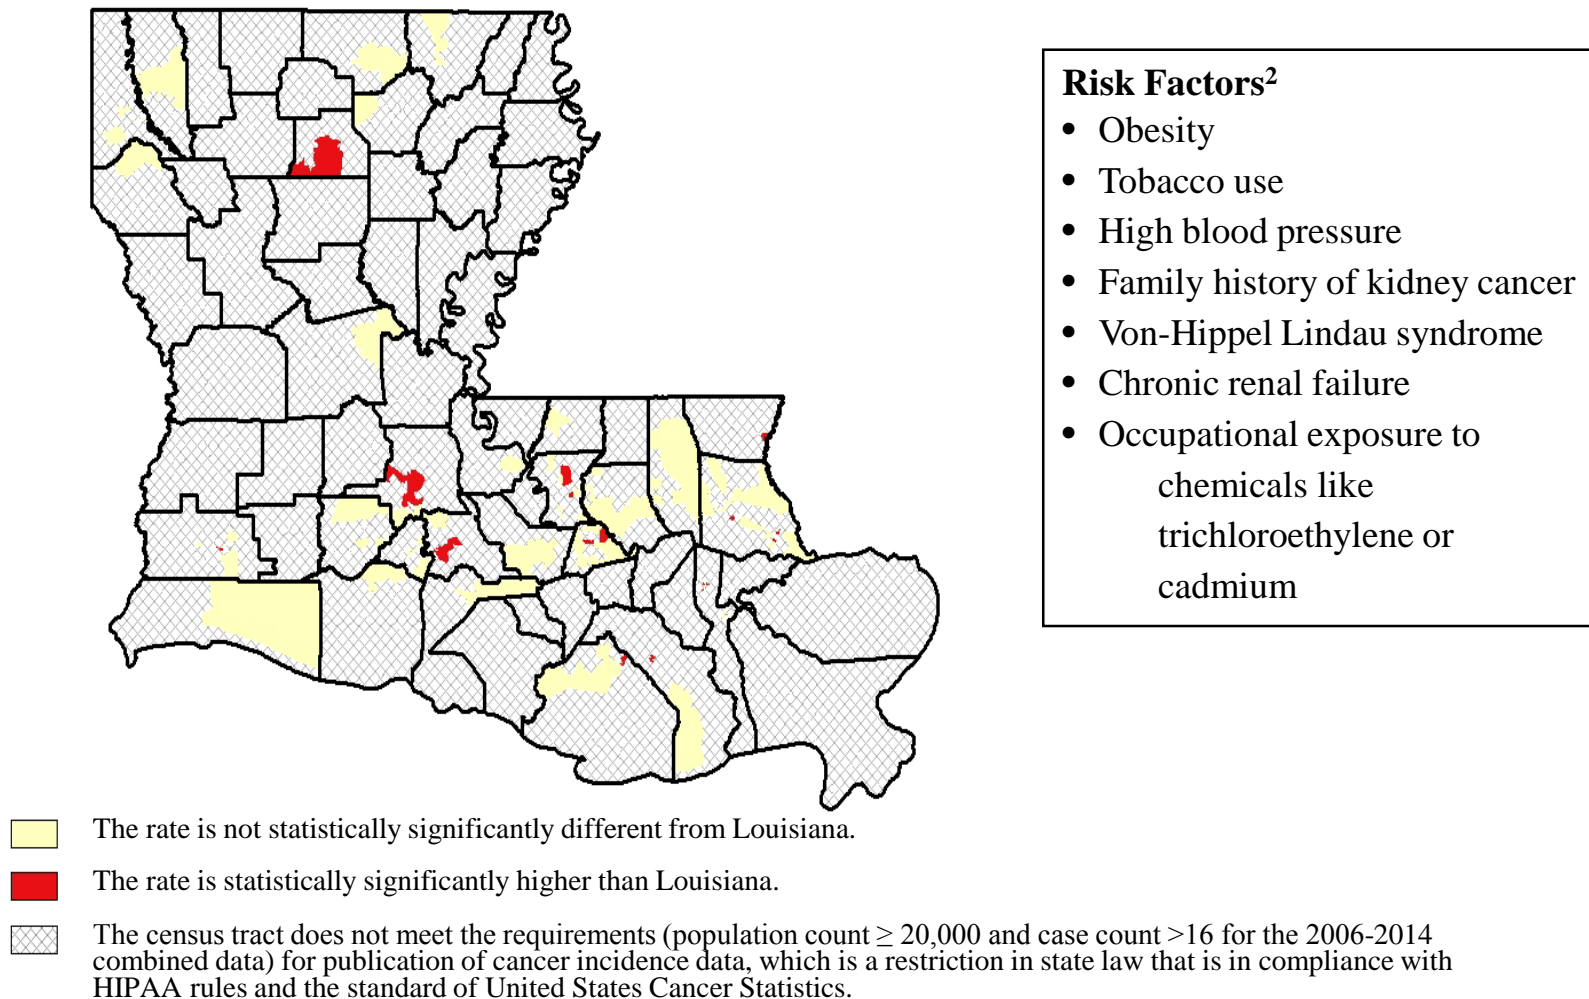 Risk Factors²
• Obesity
• Tobacco use
• High blood pressure
• Family history of kidney cancer
• Von-Hippel Lindau syndrome
• Chronic renal failure
• Occupational exposure to
chemicals like
trichloroethylene or
cadmium
The rate is not statistically significantly different from Louisiana.
The rate is statistically significantly higher than Louisiana.
The census tract does not meet the requirements (population count ≥ 20,000 and case count >16 for the 2006-2014
combined data) for publication of cancer incidence data, which is a restriction in state law that is in compliance with
HIPAA rules and the standard of United States Cancer Statistics.